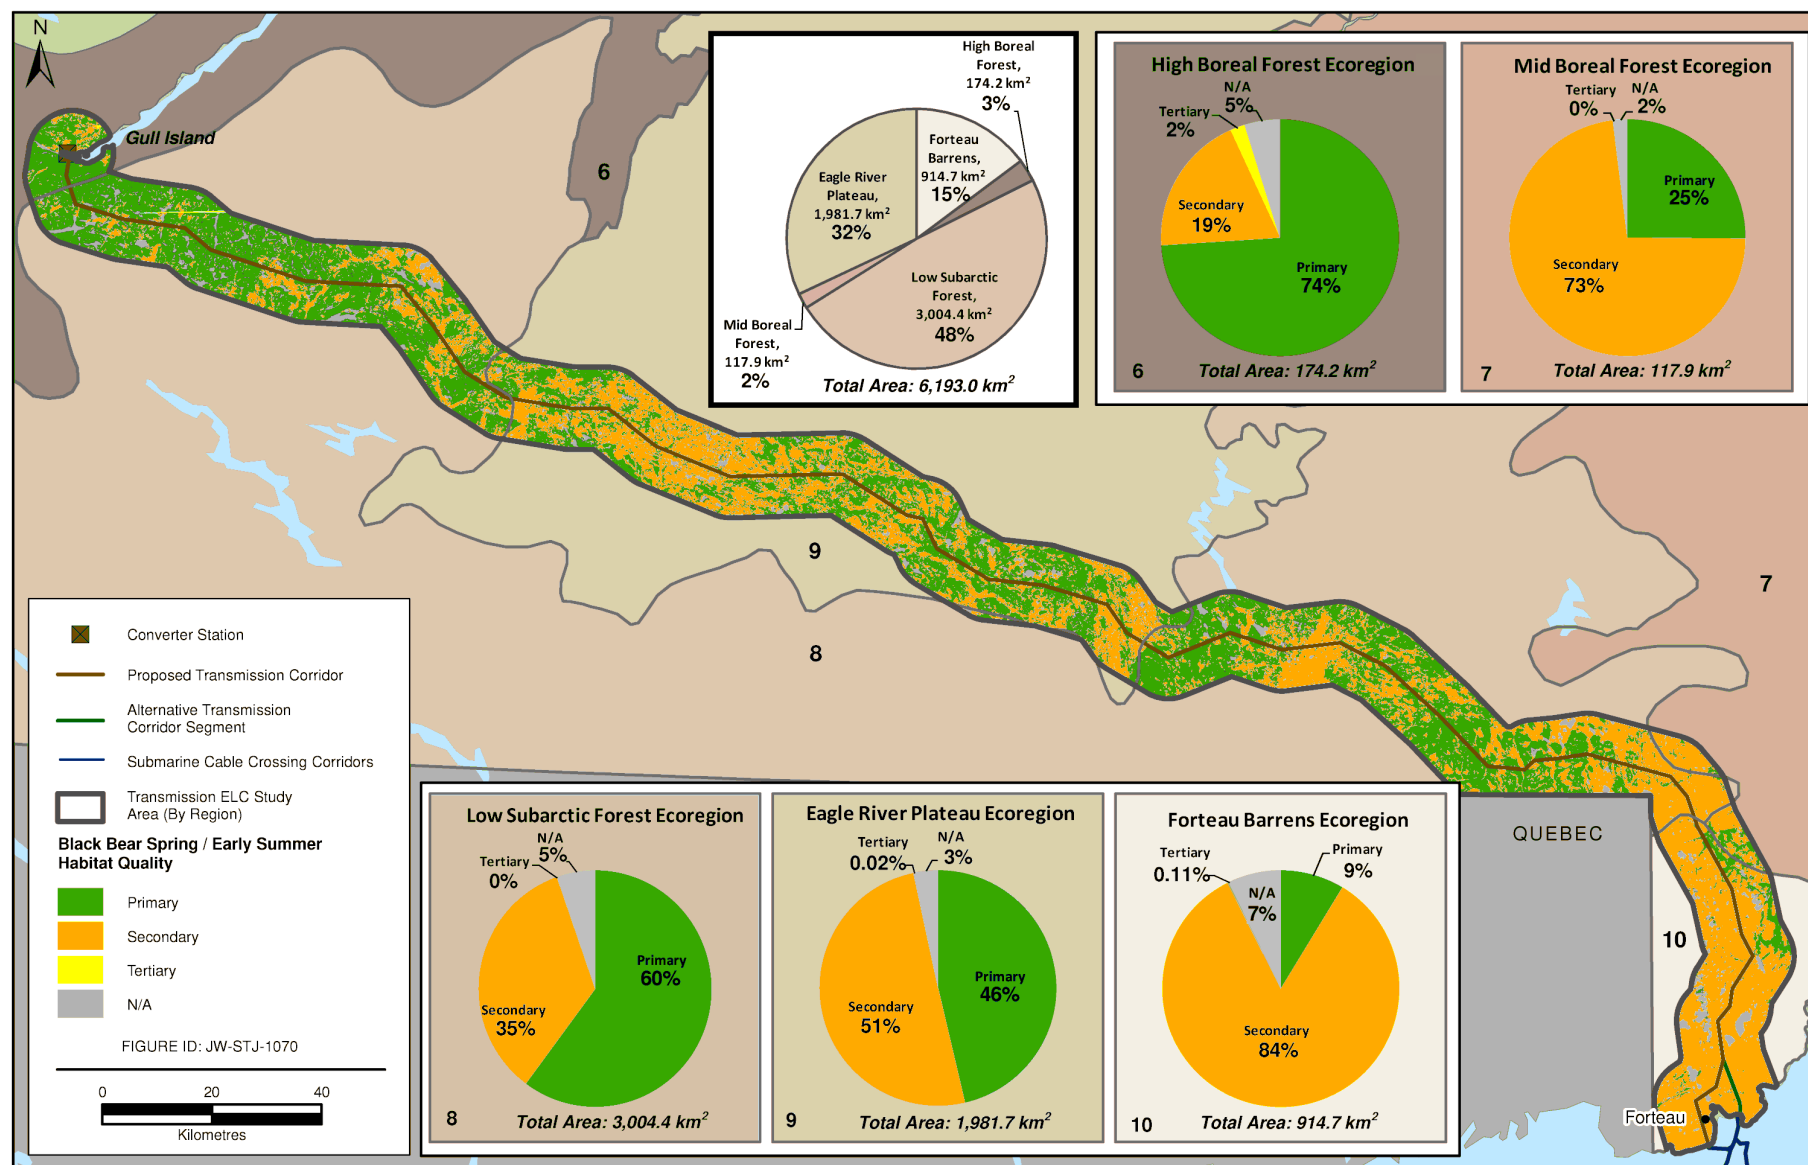 N
Gull Island
6
High Boreal
Forest,
174.2 km²
3%
Forteau
Barrens,
914.7 km²
15%
Eagle River
Plateau,
1,981.7 km²
32%
Low Subarctic
Forest,
3,004.4 km²
48%
Mid Boreal
Forest,
117.9 km²
2%
Total Area: 6,193.0 km²
High Boreal Forest Ecoregion
N/A
5%
Tertiary
2%
Secondary
19%
Primary
74%
6
Total Area: 174.2 km²
Mid Boreal Forest Ecoregion
Tertiary
0%
N/A
2%
Primary
25%
Secondary
73%
7
Total Area: 117.9 km²
9
8
7
Converter Station
Proposed Transmission Corridor
Alternative Transmission
Corridor Segment
Submarine Cable Crossing Corridors
Transmission ELC Study
Area (By Region)
Black Bear Spring / Early Summer
Habitat Quality
Primary
Secondary
Tertiary
N/A
FIGURE ID: JW-STJ-1070
0 20 40
Kilometres
Low Subarctic Forest Ecoregion
N/A
5%
Tertiary
0%
Primary
60%
Secondary
35%
8
Total Area: 3,004.4 km²
Eagle River Plateau Ecoregion
Tertiary
0.02%
N/A
3%
Primary
46%
Secondary
51%
9
Total Area: 1,981.7 km²
Forteau Barrens Ecoregion
Tertiary
0.11%
Primary
9%
N/A
7%
Secondary
84%
10
Total Area: 914.7 km²
QUEBEC
10
Forteau